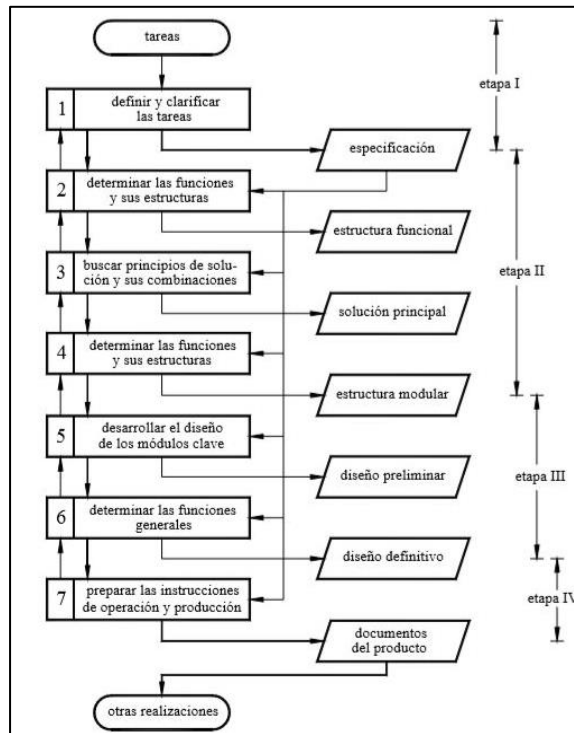 tareas
etapa I
1
definir y clarificar
las tareas
especificación
2
determinar las funciones
y sus estructuras
estructura funcional
etapa II
3
buscar principios de solu-
ción y sus combinaciones
solución principal
4
determinar las funciones
y sus estructuras
estructura modular
5
desarrollar el diseño
de los módulos clave
diseño preliminar
etapa III
6
determinar las funciones
generales
diseño definitivo
7
preparar las instrucciones
de operación y producción
etapa IV
documentos
del producto
otras realizaciones